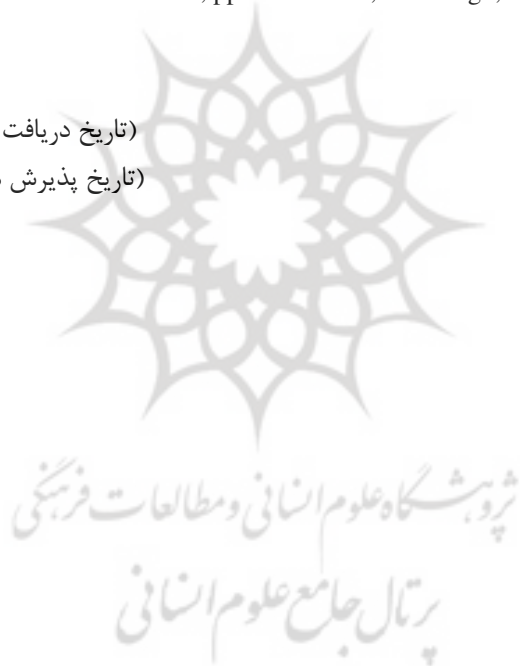 (تاریخ دریافت
(تاریخ پذیرش
پژوهشگاه علوم انسانی و مطالعات فرهنگی
پرتال جامع علوم انسانی